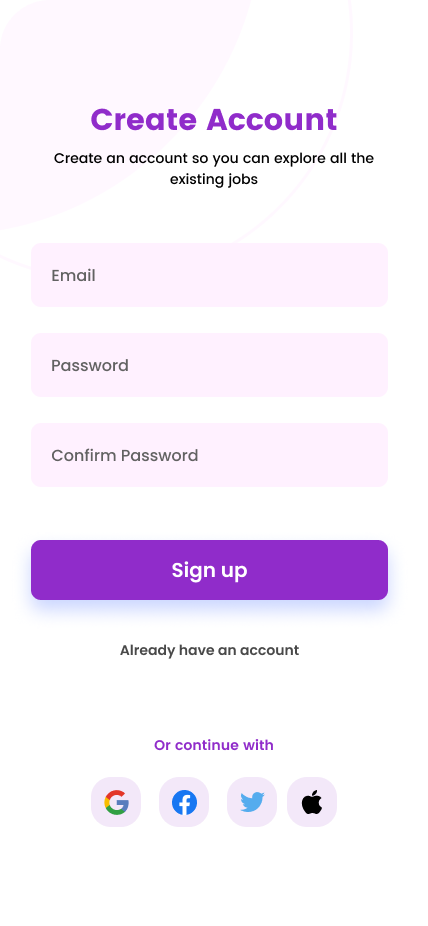 Create Account
Create an account so you can explore all the
existing jobs
Email
Password
Confirm Password
Sign up
Already have an account
Or continue with